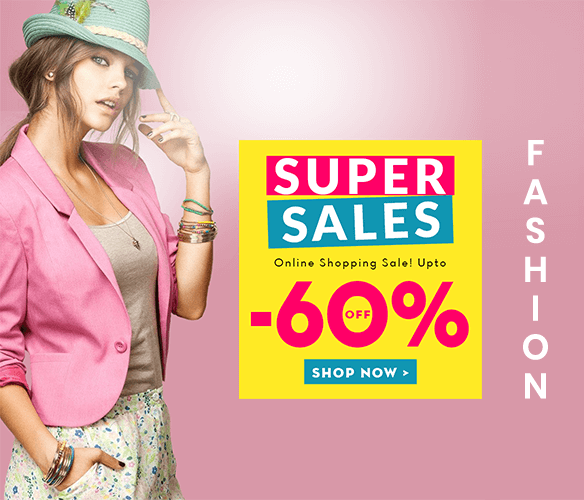 SUPER
SALES
Online Shopping Sale! Upto
-60%
OFF
SHOP NOW >
FASHION